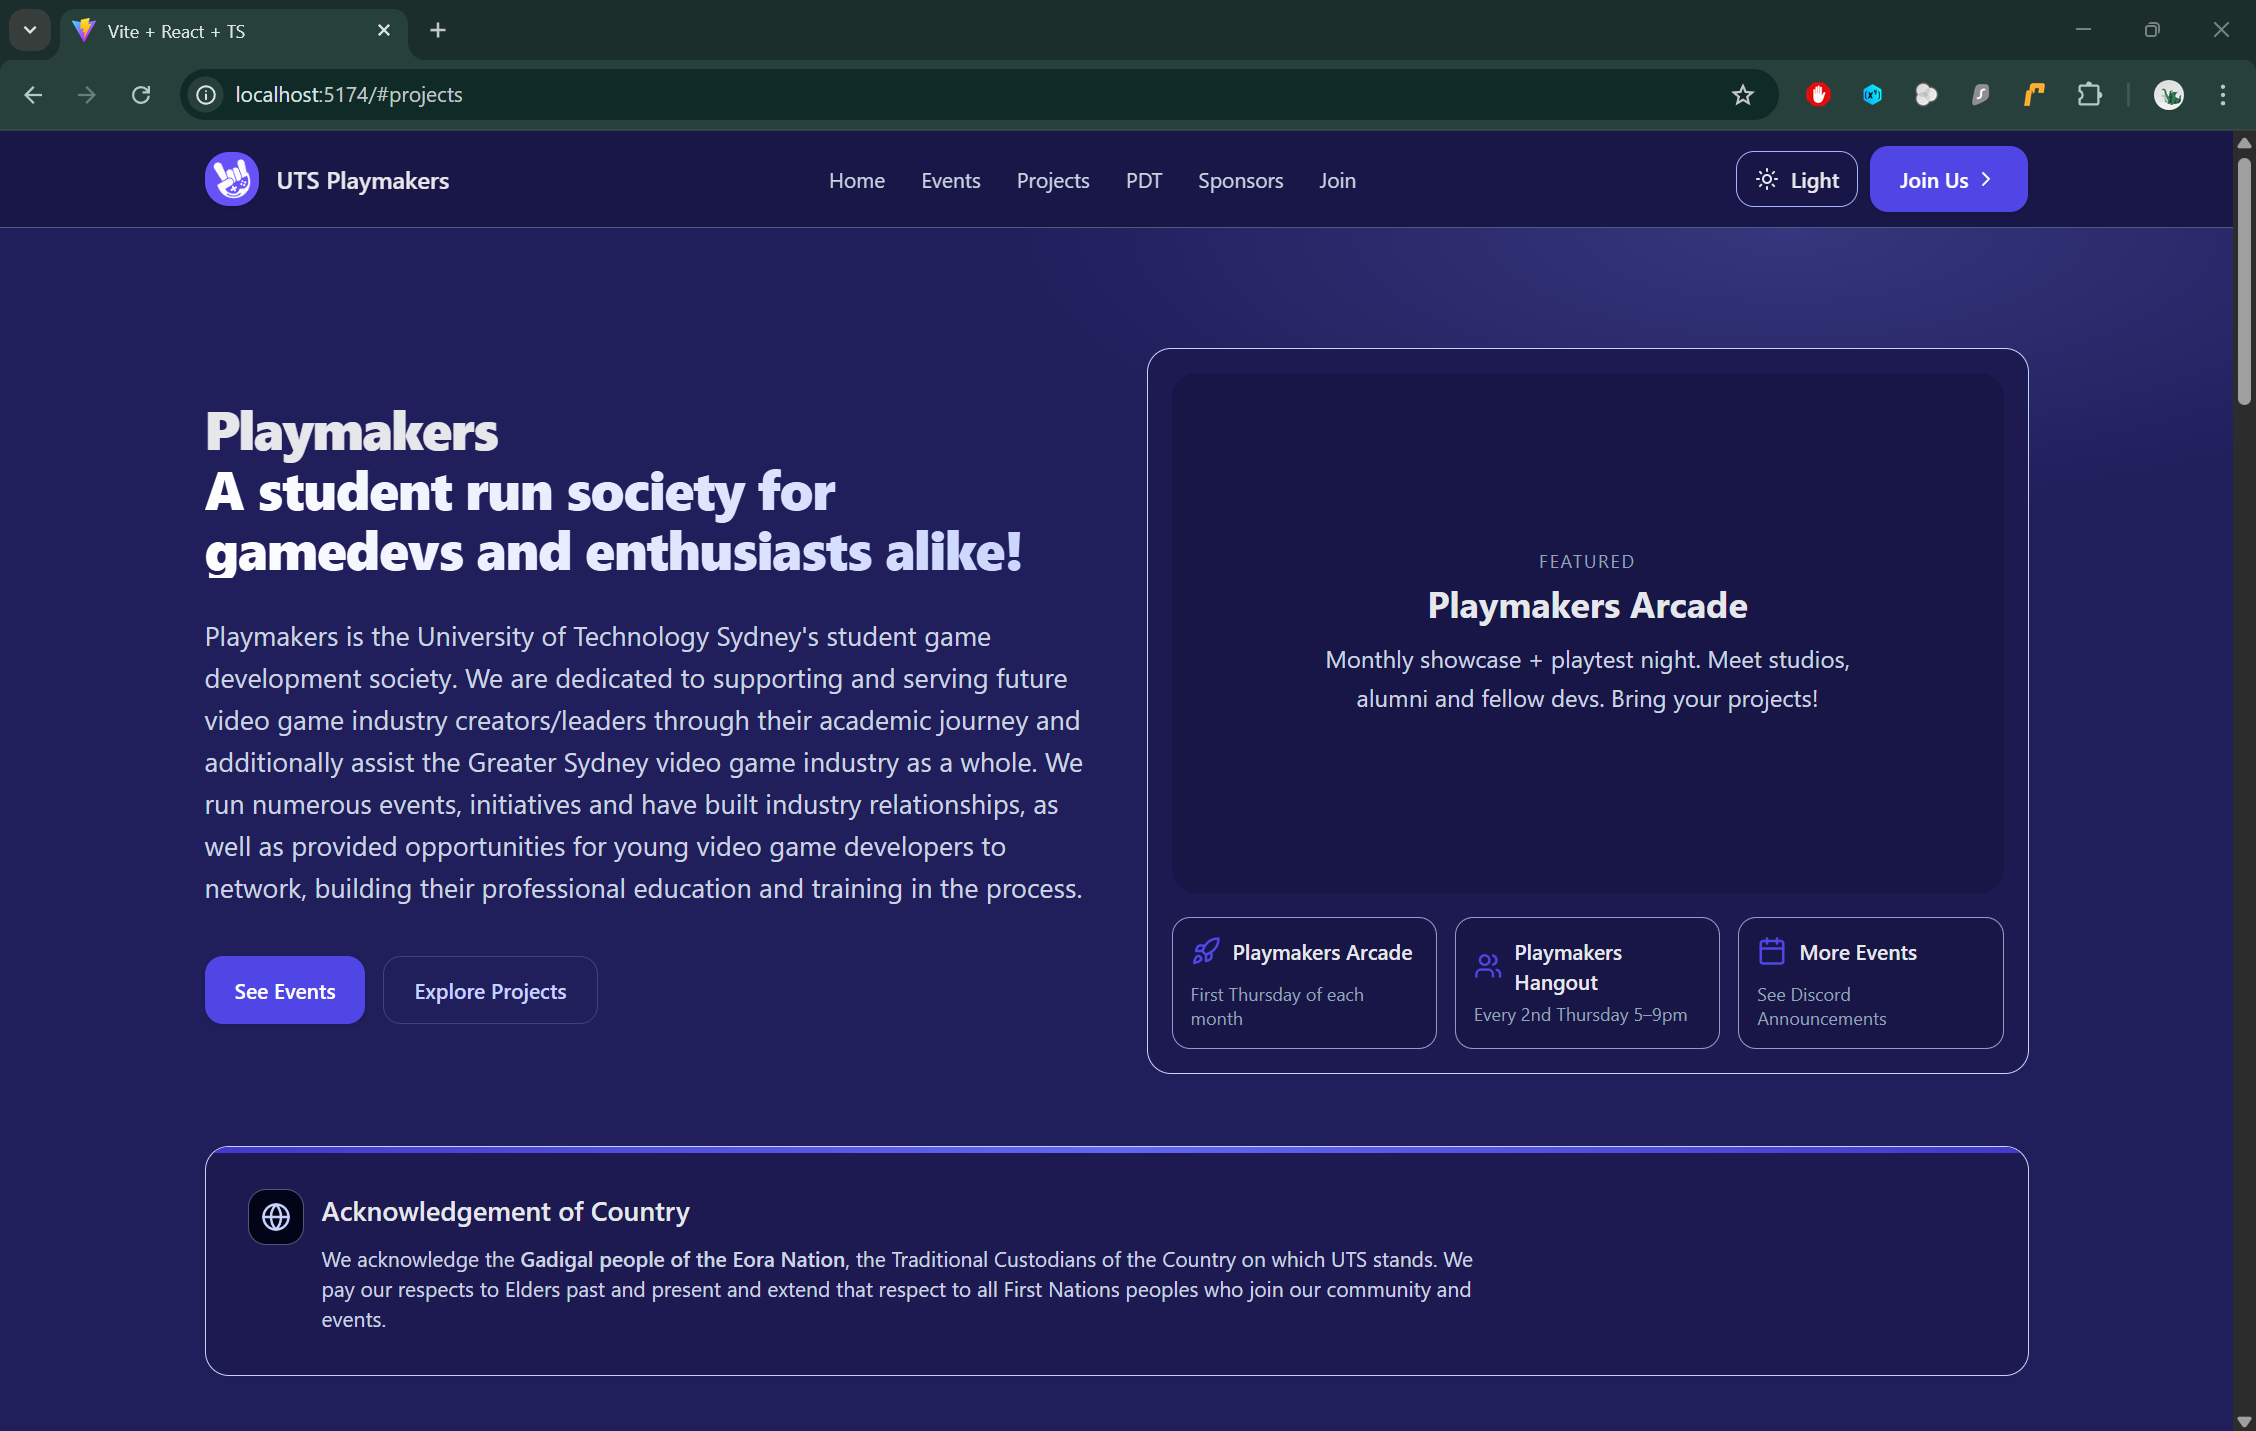 Vite + React + TS
localhost:5174/#projects
UTS Playmakers
Home
Events
Projects
PDT
Sponsors
Join
Light
Join Us
Playmakers
A student run society for
gamedevs and enthusiasts alike!
Playmakers is the University of Technology Sydney's student game
development society. We are dedicated to supporting and serving future
video game industry creators/leaders through their academic journey and
additionally assist the Greater Sydney video game industry as a whole. We
run numerous events, initiatives and have built industry relationships, as
well as provided opportunities for young video game developers to
network, building their professional education and training in the process.
See Events
Explore Projects
FEATURED
Playmakers Arcade
Monthly showcase + playtest night. Meet studios,
alumni and fellow devs. Bring your projects!
Playmakers Arcade
First Thursday of each
month
Playmakers
Hangout
Every 2nd Thursday 5–9pm
More Events
See Discord
Announcements
Acknowledgement of Country
We acknowledge the Gadigal people of the Eora Nation, the Traditional Custodians of the Country on which UTS stands. We
pay our respects to Elders past and present and extend that respect to all First Nations peoples who join our community and
events.